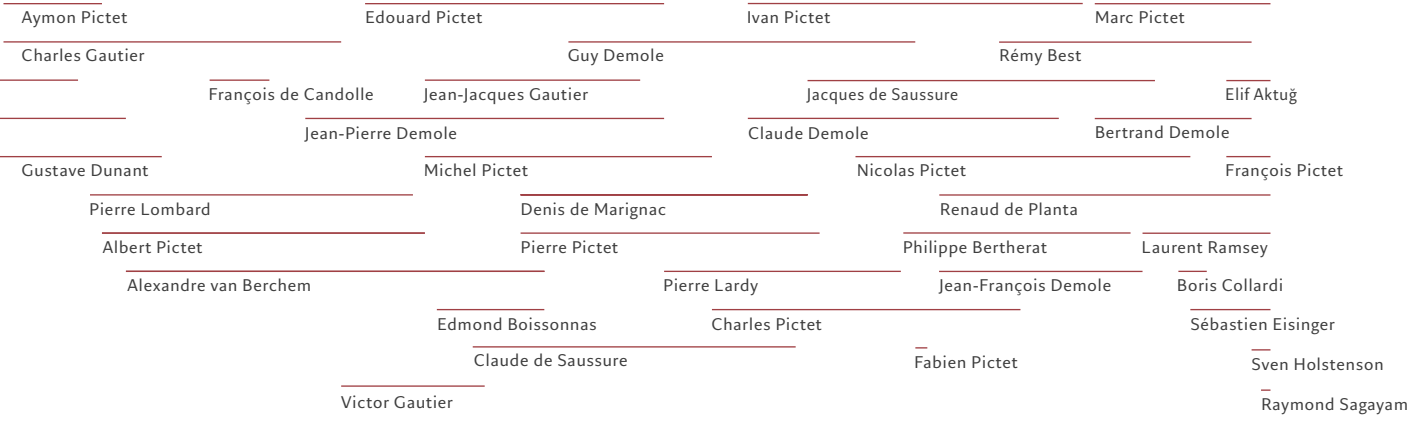 Aymon Pictet Edouard Pictet Ivan Pictet Marc Pictet
Charles Gautier Guy Demole Rémy Best
François de Candolle Jean-Jacques Gautier Jacques de Saussure Elif Aktuğ
Jean-Pierre Demole Claude Demole Bertrand Demole
Gustave Dunant Michel Pictet Nicolas Pictet François Pictet
Pierre Lombard Denis de Marignac Renaud de Planta
Albert Pictet Pierre Pictet Philippe Bertherat Laurent Ramsey
Alexandre van Berchem Pierre Lardy Jean-François Demole Boris Collardi
Edmond Boissonnas Charles Pictet Sébastien Eisinger
Claude de Saussure Fabien Pictet Sven Holstenson
Victor Gautier Raymond Sagayam